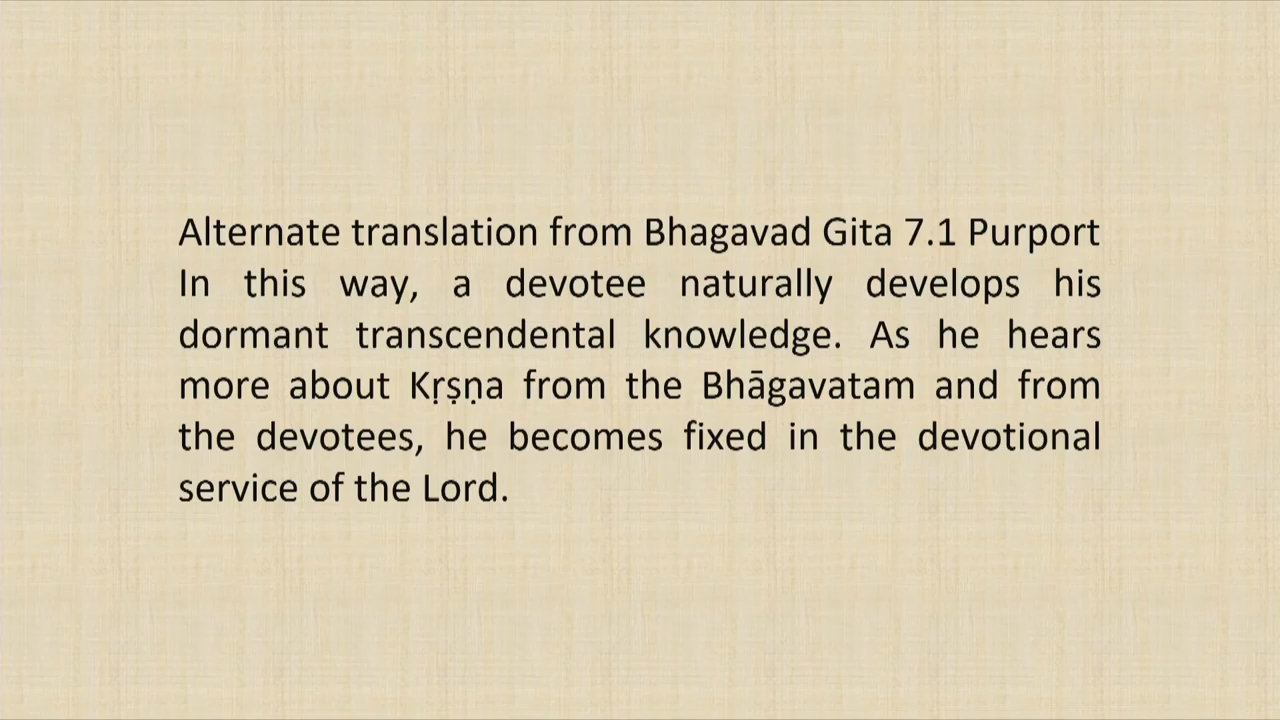 Alternate translation from Bhagavad Gita 7.1 Purport
In this way, a devotee naturally develops his
dormant transcendental knowledge. As he hears
more about Kṛṣṇa from the Bhāgavatam and from
the devotees, he becomes fixed in the devotional
service of the Lord.